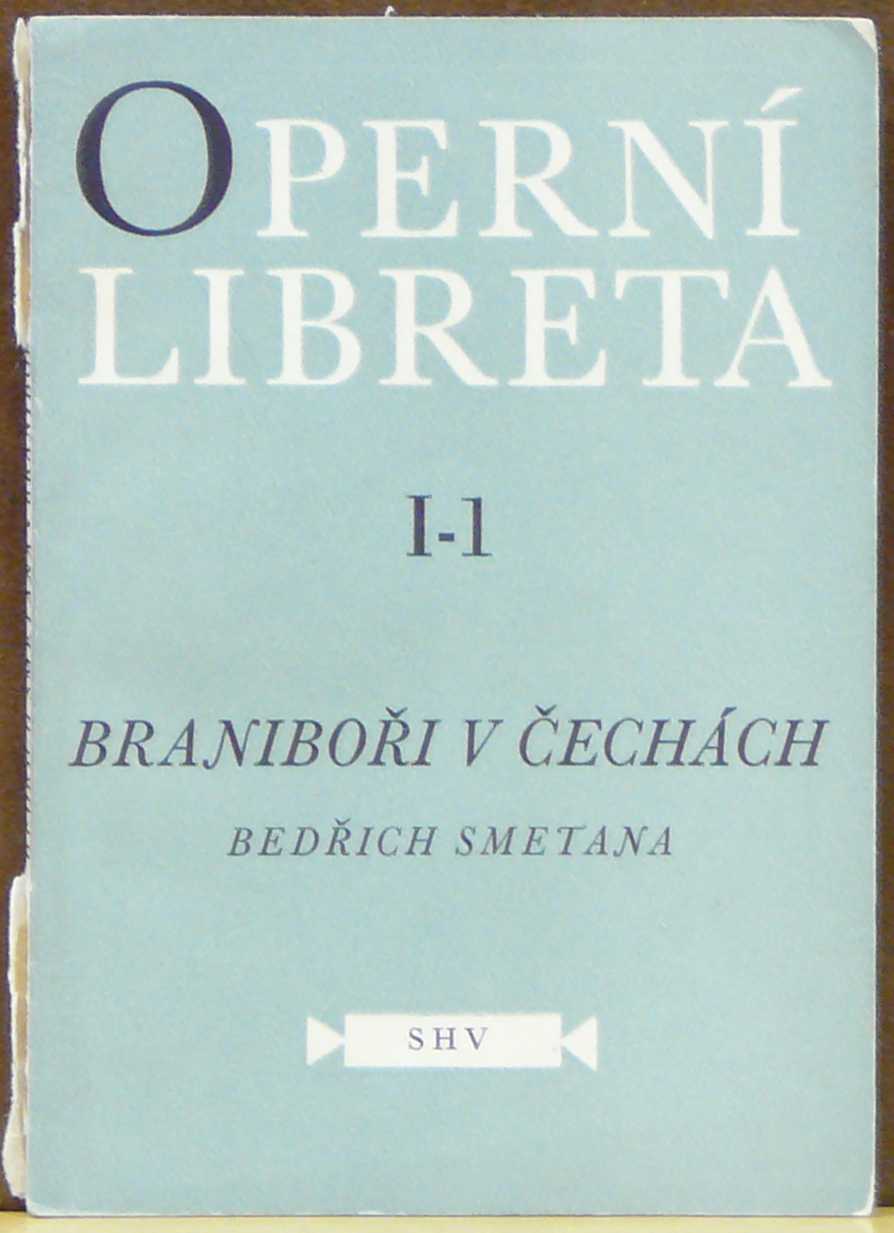 OPERNÍ
LIBRETA
I-1
BRANIBOŘI V ČECHÁCH
BEDŘICH SMETANA
SHV